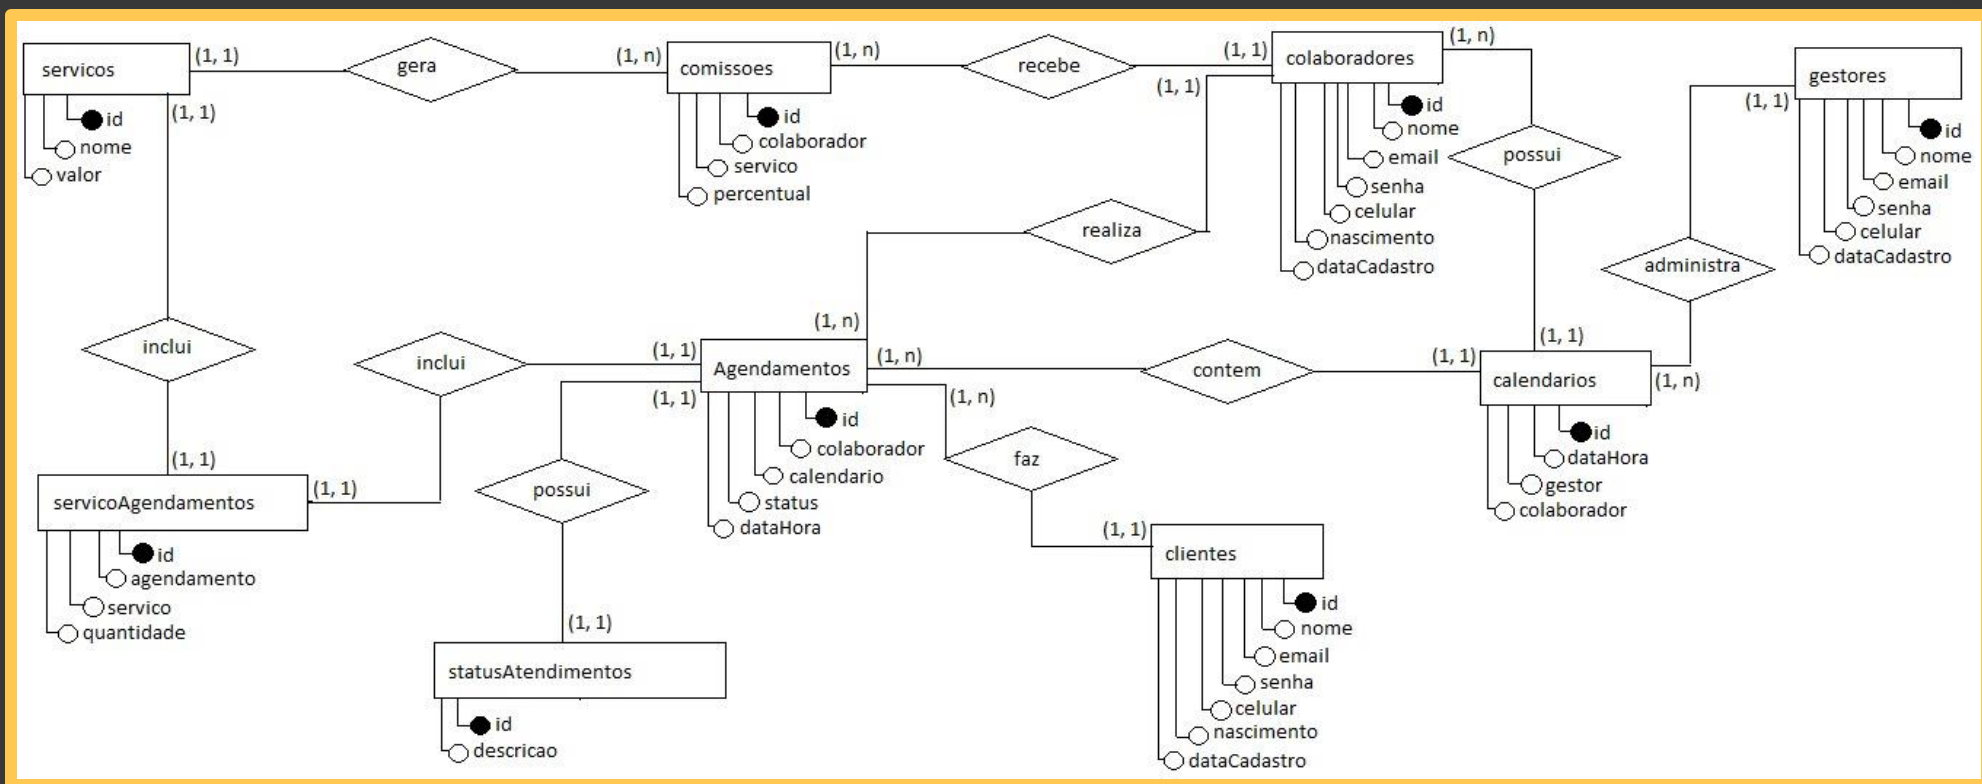 servicos
(1, 1)
(1, 1)
id
nome
valor
gera
(1, n)
comissoes
(1, n)
id
colaborador
servico
percentual
recebe
(1, 1)
(1, 1)
colaboradores
(1, n)
id
nome
email
senha
celular
nascimento
dataCadastro
possui
gestores
(1, 1)
id
nome
email
senha
celular
dataCadastro
administra
realiza
inclui
inclui
(1, 1)
(1, 1)
(1, n)
Agendamentos
(1, n)
(1, n)
id
colaborador
calendario
status
dataHora
contem
(1, 1)
(1, 1)
calendarios
(1, n)
id
dataHora
gestor
colaborador
(1, 1)
servicoAgendamentos
(1, 1)
id
agendamento
servico
quantidade
possui
faz
(1, 1)
statusAtendimentos
id
descricao
(1, 1)
clientes
id
nome
email
senha
celular
nascimento
dataCadastro